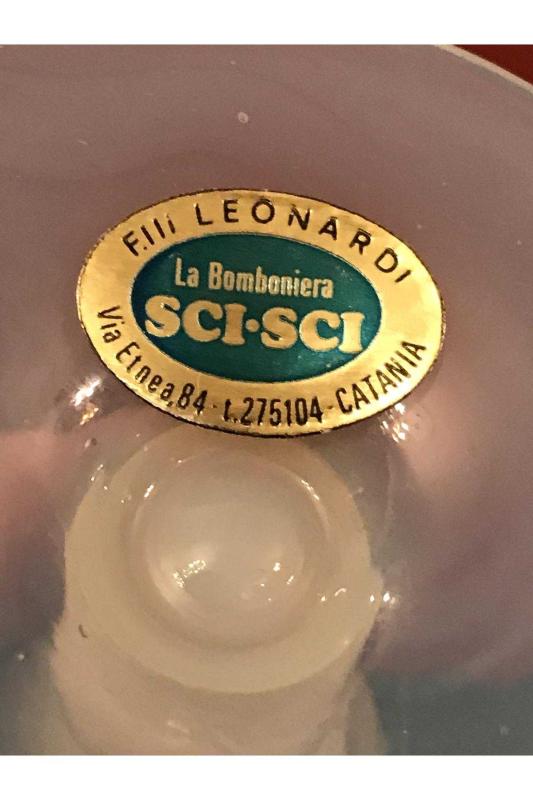 F.lli LEONARDI
La Bomboniera
SCI·SCI
Via Etnea,84 - t.275104 - CATANIA